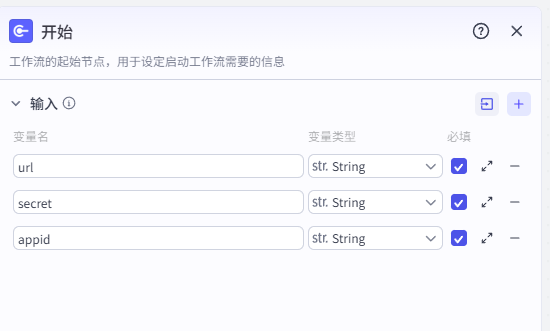 开始
工作流的起始节点，用于设定启动工作流需要的信息
输入
变量名 变量类型 必填
url str. String
secret str. String
appid str. String